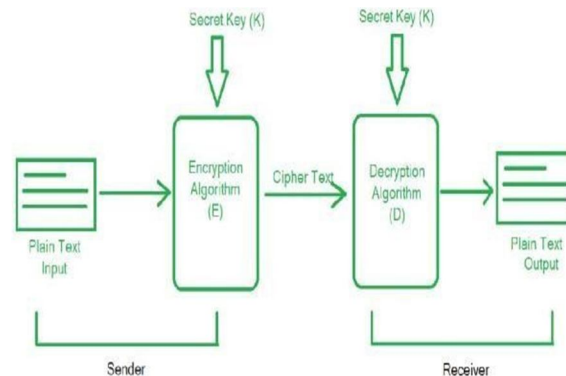 Secret Key (K)
Secret Key (K)
Encryption
Algorithm
(E)
Cipher Text
Decryption
Algorithm
(D)
Plain Text
Input
Plain Text
Output
Sender
Receiver